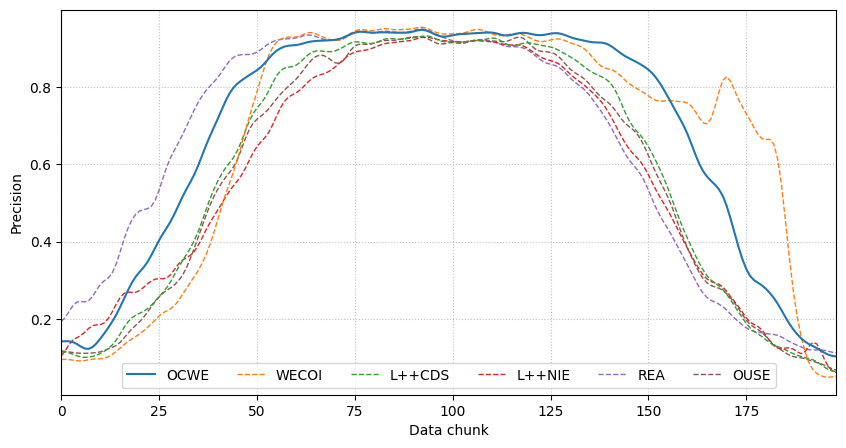 Precision
0.8
0.6
0.4
0.2
OCWE WECOI L++CDS L++NIE REA OUSE
0 25 50 75 100 125 150 175
Data chunk